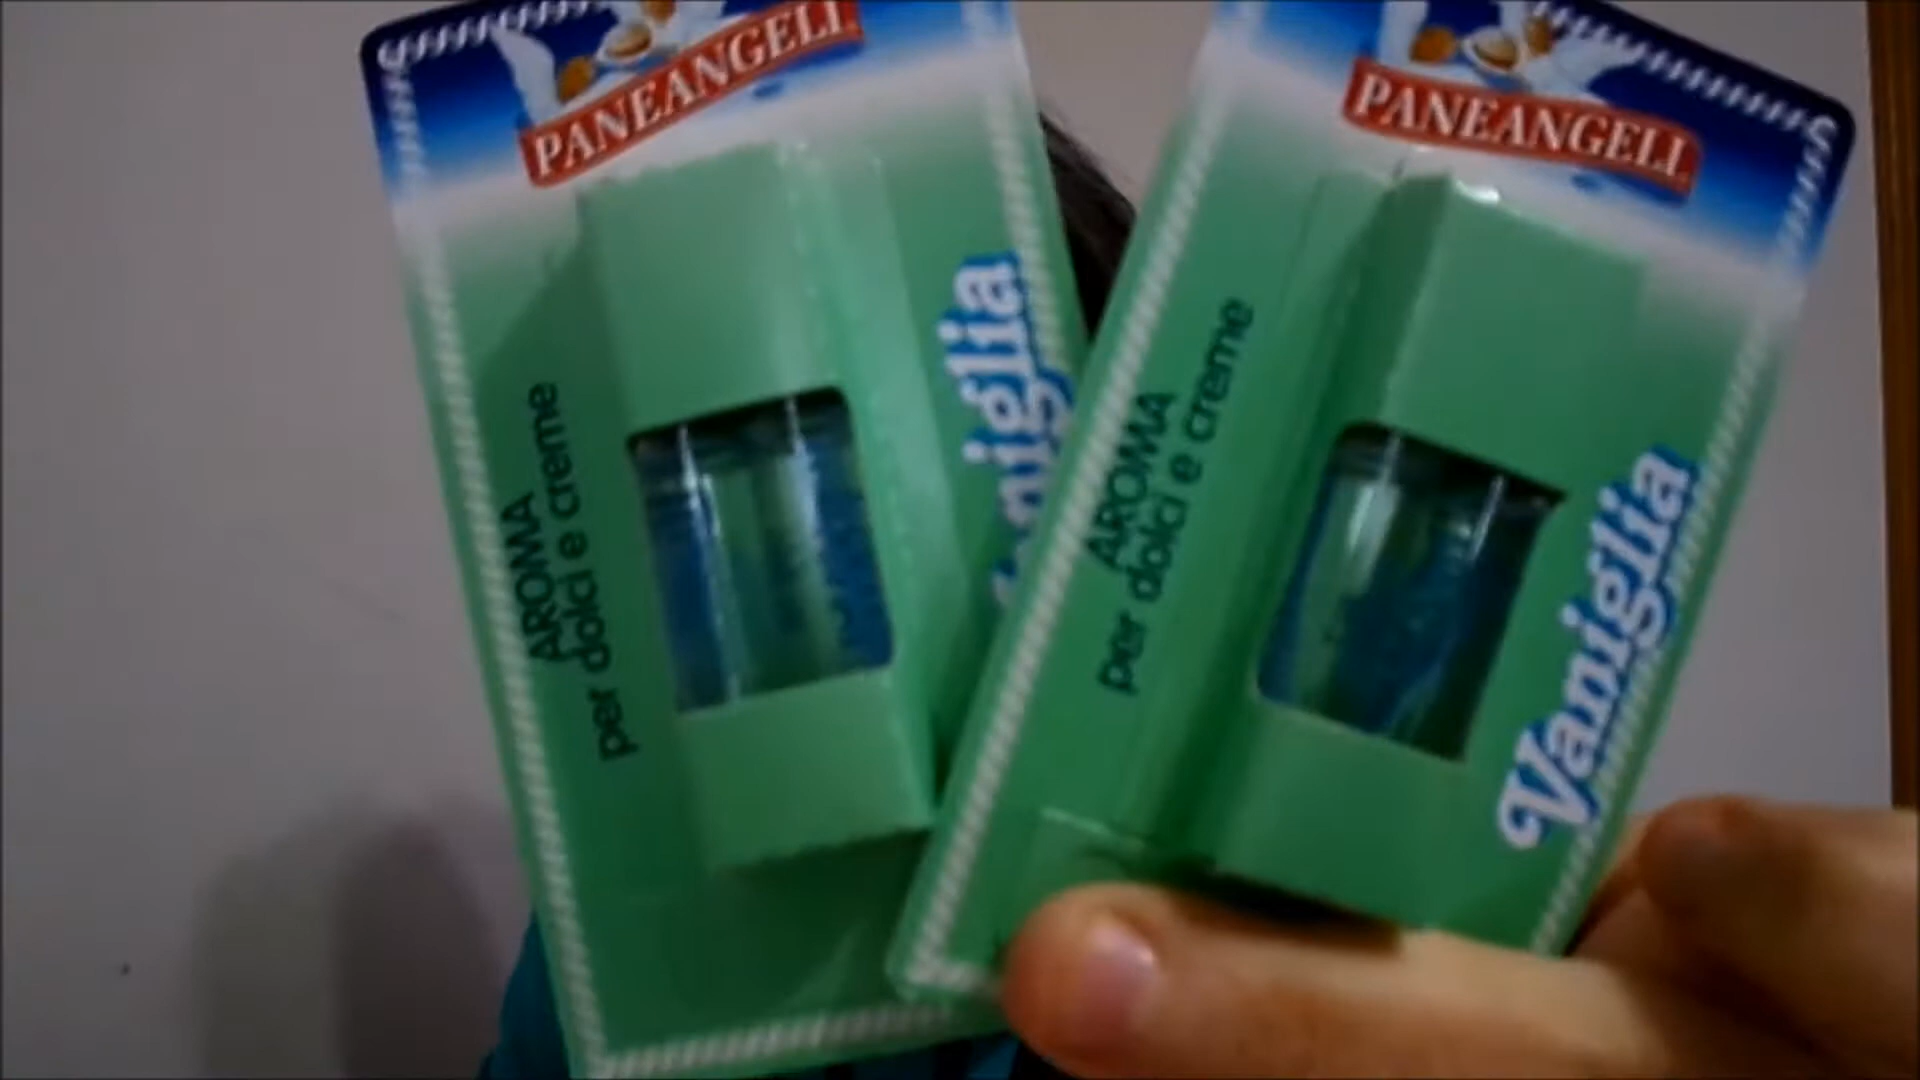 PANEANGELI
AROMA
per dolci e creme
Vaniglia
PANEANGELI
AROMA
per dolci e creme
Vaniglia